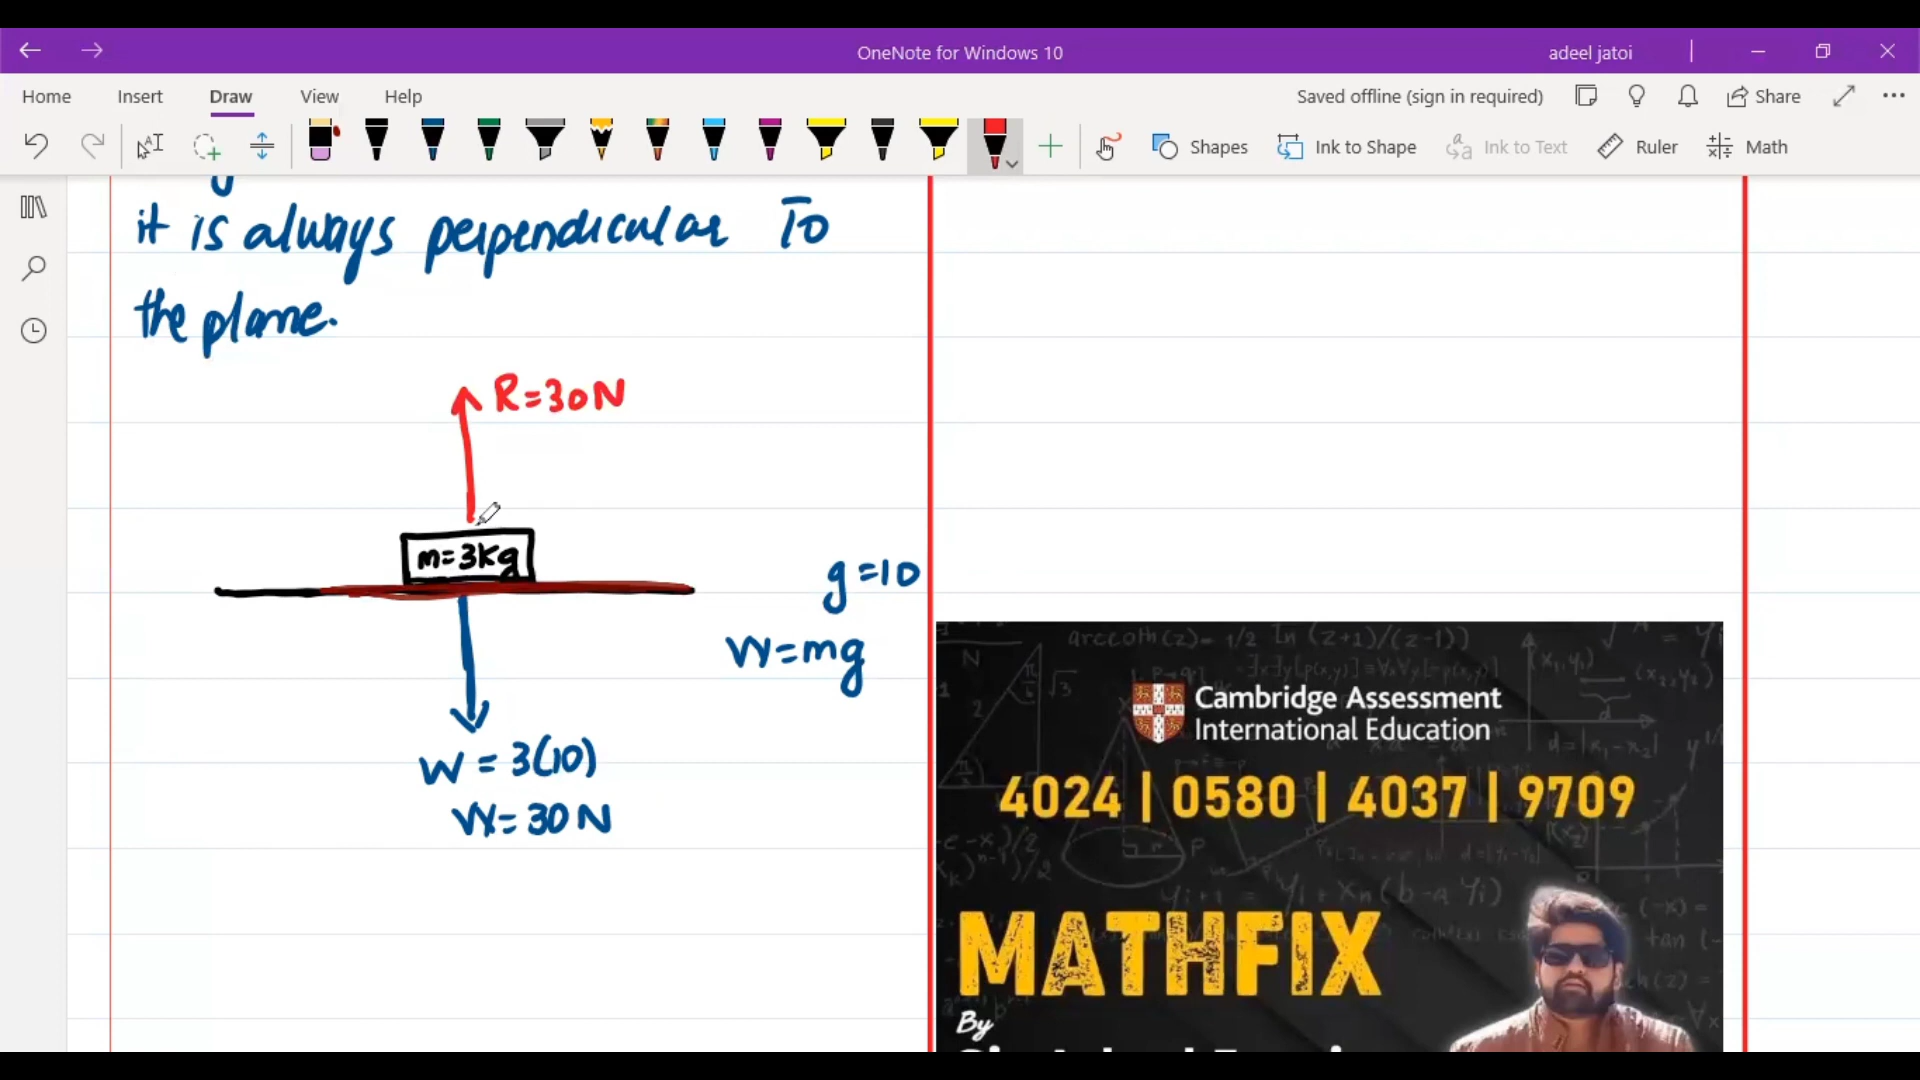 OneNote for Windows 10
adeel jatoi
Home Insert Draw View Help
Saved offline (sign in required)
Share
Shapes Ink to Shape Ink to Text Ruler Math
it is always perpendicular To
the plane.
R=30N
m=3kg
g=10
W=mg
W = 3(10)
W=30N
Cambridge Assessment
International Education
4024 | 0580 | 4037 | 9709
MATHFIX
By